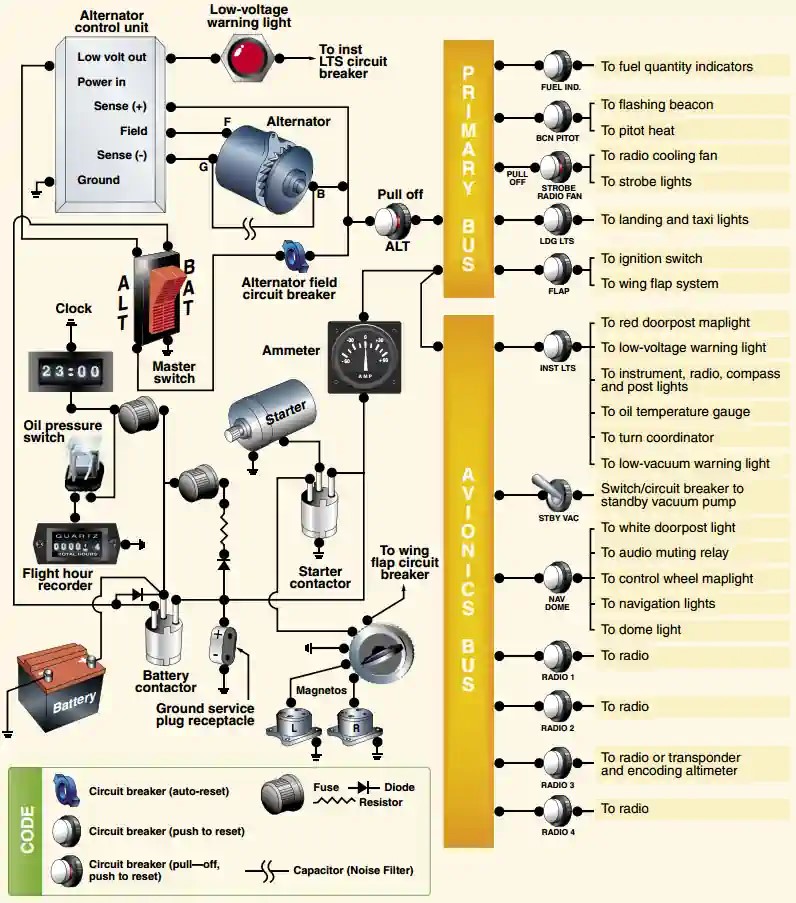 Alternator
control unit
Low-voltage
warning light
Low volt out
Power in
Sense (+)
Field
Sense (-)
Ground
To inst
LTS circuit
breaker
F
Alternator
G
B
Pull off
ALT
Alternator field
circuit breaker
ALT
BAT
Master
switch
Clock
23:00
Ammeter
60
30
0
+30
+60
AMP
Oil pressure
switch
Starter
QUARTZ
0000 4
TOTAL HOURS
Flight hour
recorder
Starter
contactor
To wing
flap circuit
breaker
Battery
Battery
contactor
+
-
Ground service
plug receptacle
Magnetos
L
R
PRIMARY BUS
FUEL IND.
To fuel quantity indicators
BCN PITOT
To flashing beacon
To pitot heat
PULL
OFF
STROBE
RADIO FAN
To radio cooling fan
To strobe lights
LDG LTS
To landing and taxi lights
FLAP
To ignition switch
To wing flap system
AVIONICS BUS
INST LTS
To red doorpost maplight
To low-voltage warning light
To instrument, radio, compass
and post lights
To oil temperature gauge
To turn coordinator
To low-vacuum warning light
STBY VAC
Switch/circuit breaker to
standby vacuum pump
NAV
DOME
To white doorpost light
To audio muting relay
To control wheel maplight
To navigation lights
To dome light
RADIO 1
To radio
RADIO 2
To radio
RADIO 3
To radio or transponder
and encoding altimeter
RADIO 4
To radio
CODE
Circuit breaker (auto-reset)
Circuit breaker (push to reset)
Circuit breaker (pull—off,
push to reset)
Fuse
Diode
Resistor
Capacitor (Noise Filter)